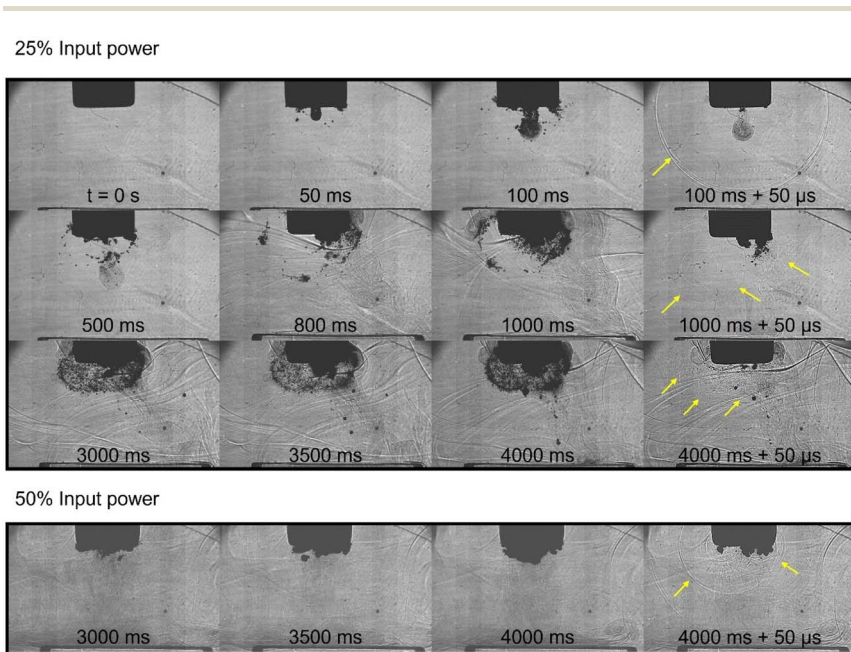 25% Input power
t = 0 s
50 ms
100 ms
100 ms + 50 µs
500 ms
800 ms
1000 ms
1000 ms + 50 µs
3000 ms
3500 ms
4000 ms
4000 ms + 50 µs
50% Input power
3000 ms
3500 ms
4000 ms
4000 ms + 50 µs